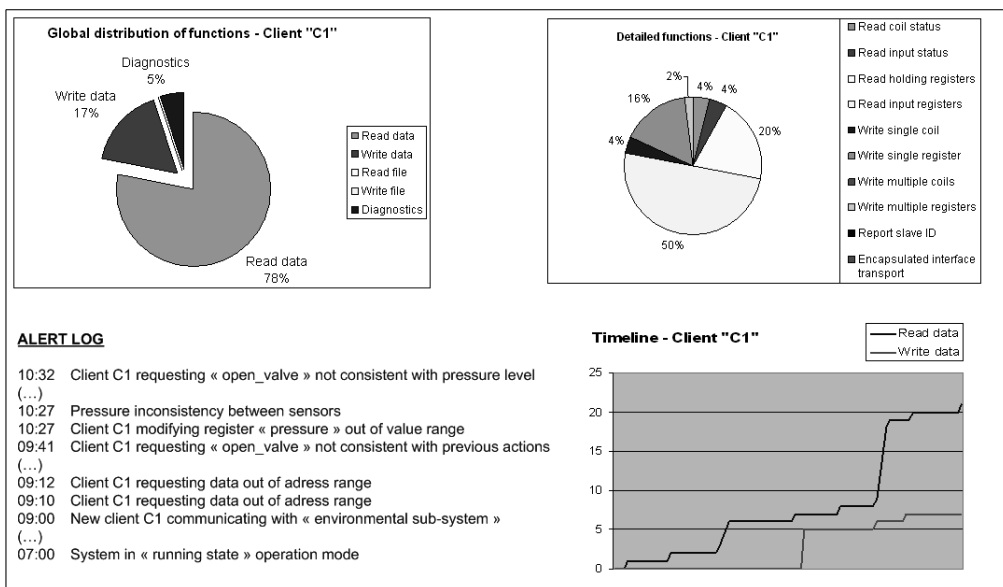 Global distribution of functions - Client "C1"
Diagnostics
5%
Write data
17%
Read data
78%
Read data
Write data
Read file
Write file
Diagnostics
Detailed functions - Client "C1"
2%
4%
4%
16%
20%
4%
50%
Read coil status
Read input status
Read holding registers
Read input registers
Write single coil
Write single register
Write multiple coils
Write multiple registers
Report slave ID
Encapsulated interface
transport
ALERT LOG
10:32 Client C1 requesting « open_valve » not consistent with pressure level
(...)
10:27 Pressure inconsistency between sensors
10:27 Client C1 modifying register « pressure » out of value range
09:41 Client C1 requesting « open_valve » not consistent with previous actions
(...)
09:12 Client C1 requesting data out of adress range
09:10 Client C1 requesting data out of adress range
09:00 New client C1 communicating with « environmental sub-system »
(...)
07:00 System in « running state » operation mode
Timeline - Client "C1"
Read data
Write data
25
20
15
10
5
0